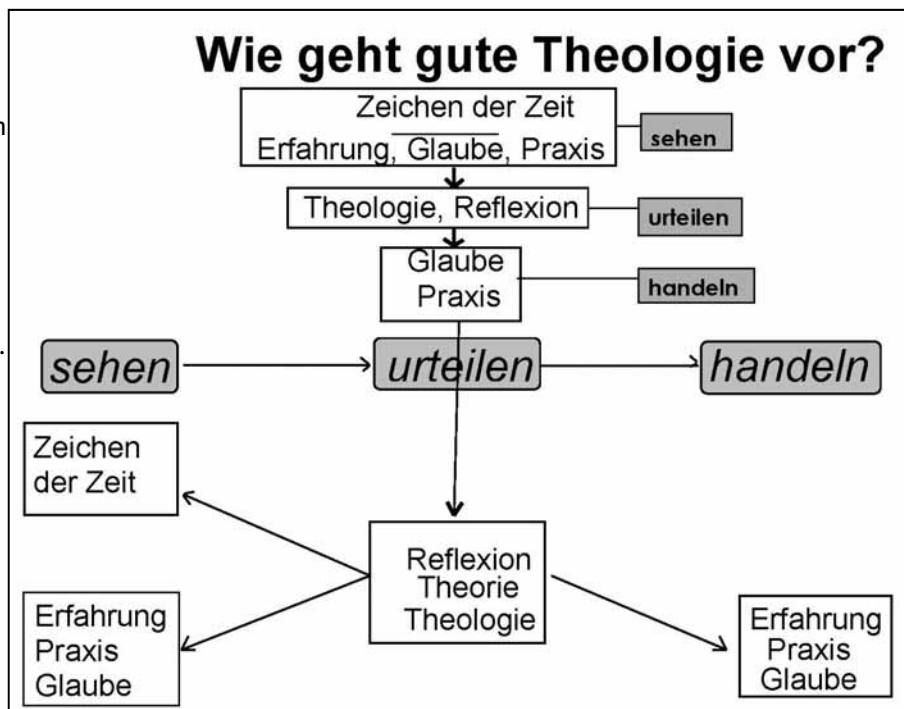 Wie geht gute Theologie vor?
Zeichen der Zeit
Erfahrung, Glaube, Praxis
sehen
Theologie, Reflexion
urteilen
Glaube
Praxis
handeln
sehen
urteilen
handeln
Zeichen
der Zeit
Reflexion
Theorie
Theologie
Erfahrung
Praxis
Glaube
Erfahrung
Praxis
Glaube